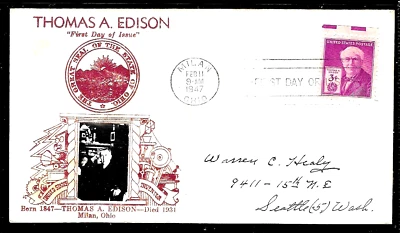 THOMAS A. EDISON
"First Day of Issue"
THE GREAT SEAL OF THE STATE OF OHIO
MILAN
FEB 11
9-AM
1947
OHIO
FIRST DAY OF
UNITED STATES POSTAGE
3¢
Warren C. Healy
9411 - 15th N.E
Seattle (5) Wash.
Born 1847—THOMAS A. EDISON—Died 1931
Milan, Ohio